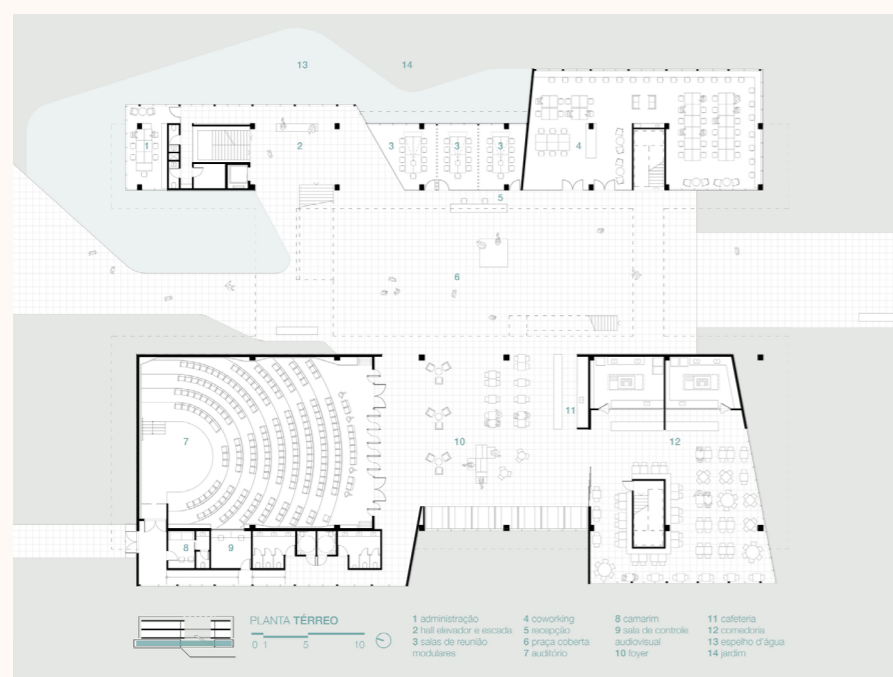 13
14
1
2
3
3
3
4
5
6
7
8
9
10
11
12
PLANTA TÉRREO
0 1 5 10
1 administração
2 hall elevador e escada
3 salas de reunião
modulares
4 coworking
5 recepção
6 praça coberta
7 auditório
8 camarim
9 sala de controle
audiovisual
10 foyer
11 cafeteria
12 comedoria
13 espelho d'água
14 jardim